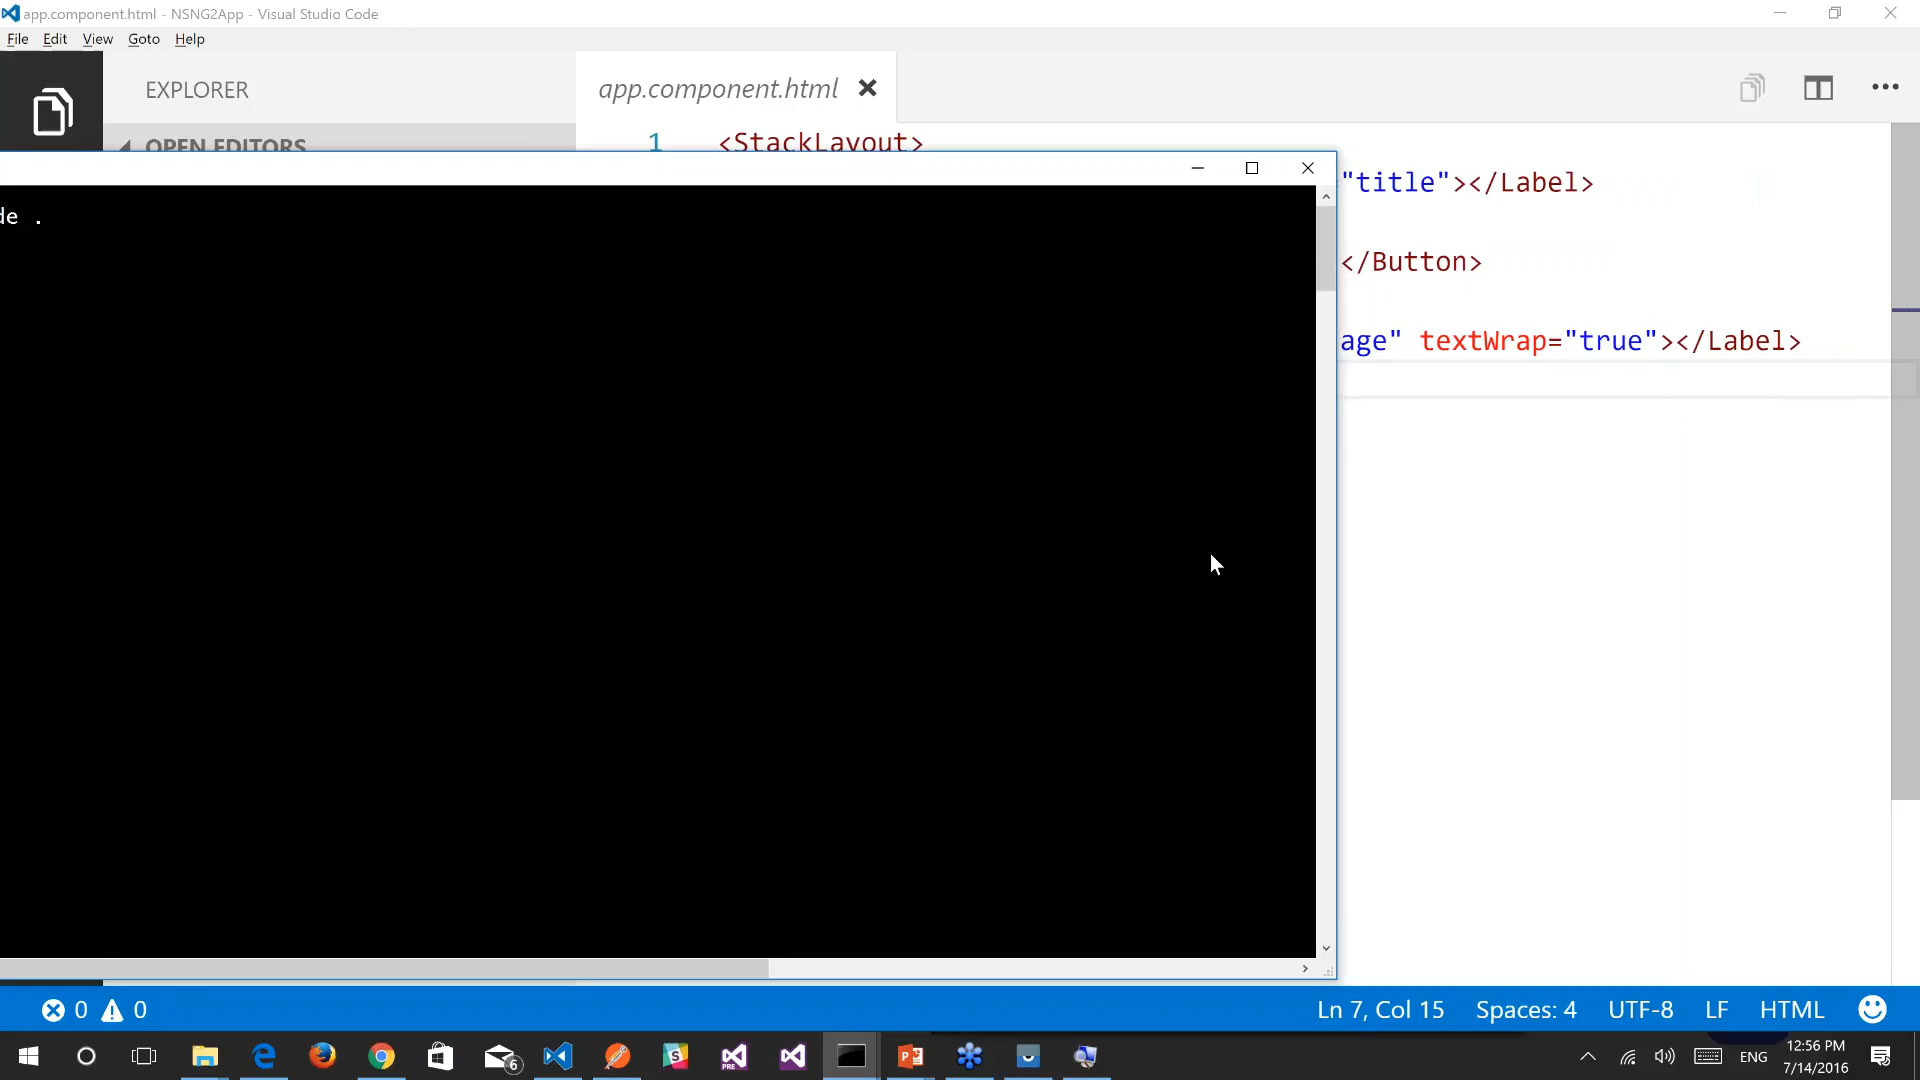 app.component.html - NSNG2App - Visual Studio Code
File Edit View Goto Help
EXPLORER
app.component.html
OPEN EDITORS
1 <StackLayout>
"title"></Label>
de .
</Button>
age" textWrap="true"></Label>
0 0
Ln 7, Col 15 Spaces: 4 UTF-8 LF HTML
6
PRE
ENG
12:56 PM
7/14/2016